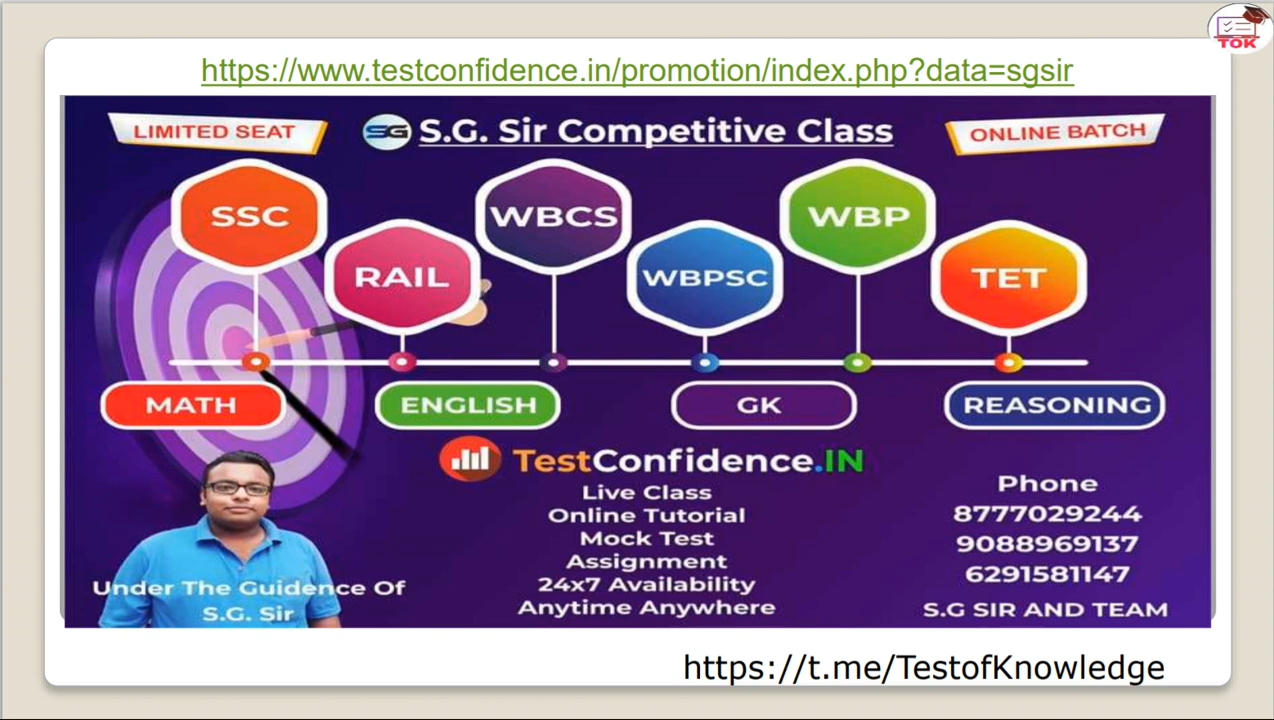 TOK
https://www.testconfidence.in/promotion/index.php?data=sgsir
LIMITED SEAT
SG S.G. Sir Competitive Class
ONLINE BATCH
SSC
WBCS
WBP
RAIL
WBPSC
TET
MATH
ENGLISH
GK
REASONING
TestConfidence.IN
Live Class
Online Tutorial
Mock Test
Assignment
24x7 Availability
Anytime Anywhere
Phone
8777029244
9088969137
6291581147
S.G SIR AND TEAM
Under The Guidence Of
S.G. Sir
https://t.me/TestofKnowledge